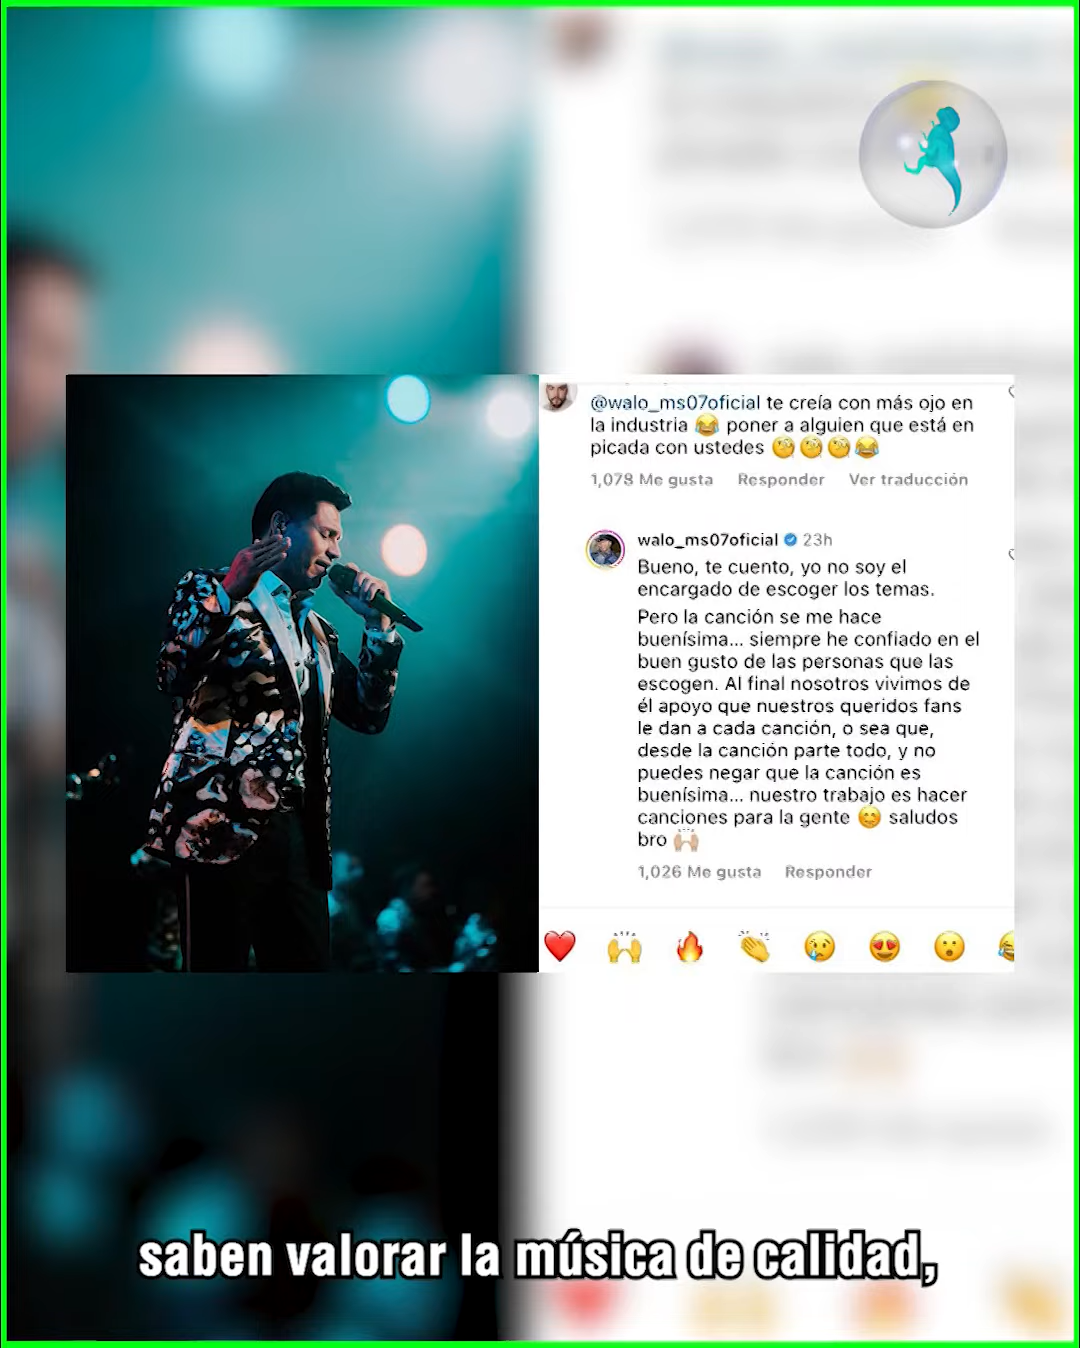 @walo_ms07oficial te creía con más ojo en
la industria 😂 poner a alguien que está en
picada con ustedes 🧐🧐🧐😂
1,078 Me gusta Responder Ver traducción
walo_ms07oficial 23h
Bueno, te cuento, yo no soy el
encargado de escoger los temas.
Pero la canción se me hace
buenísima... siempre he confiado en el
buen gusto de las personas que las
escogen. Al final nosotros vivimos de
él apoyo que nuestros queridos fans
le dan a cada canción, o sea que,
desde la canción parte todo, y no
puedes negar que la canción es
buenísima... nuestro trabajo es hacer
canciones para la gente 😊 saludos
bro 🙌🏼
1,026 Me gusta Responder
saben valorar la música de calidad,